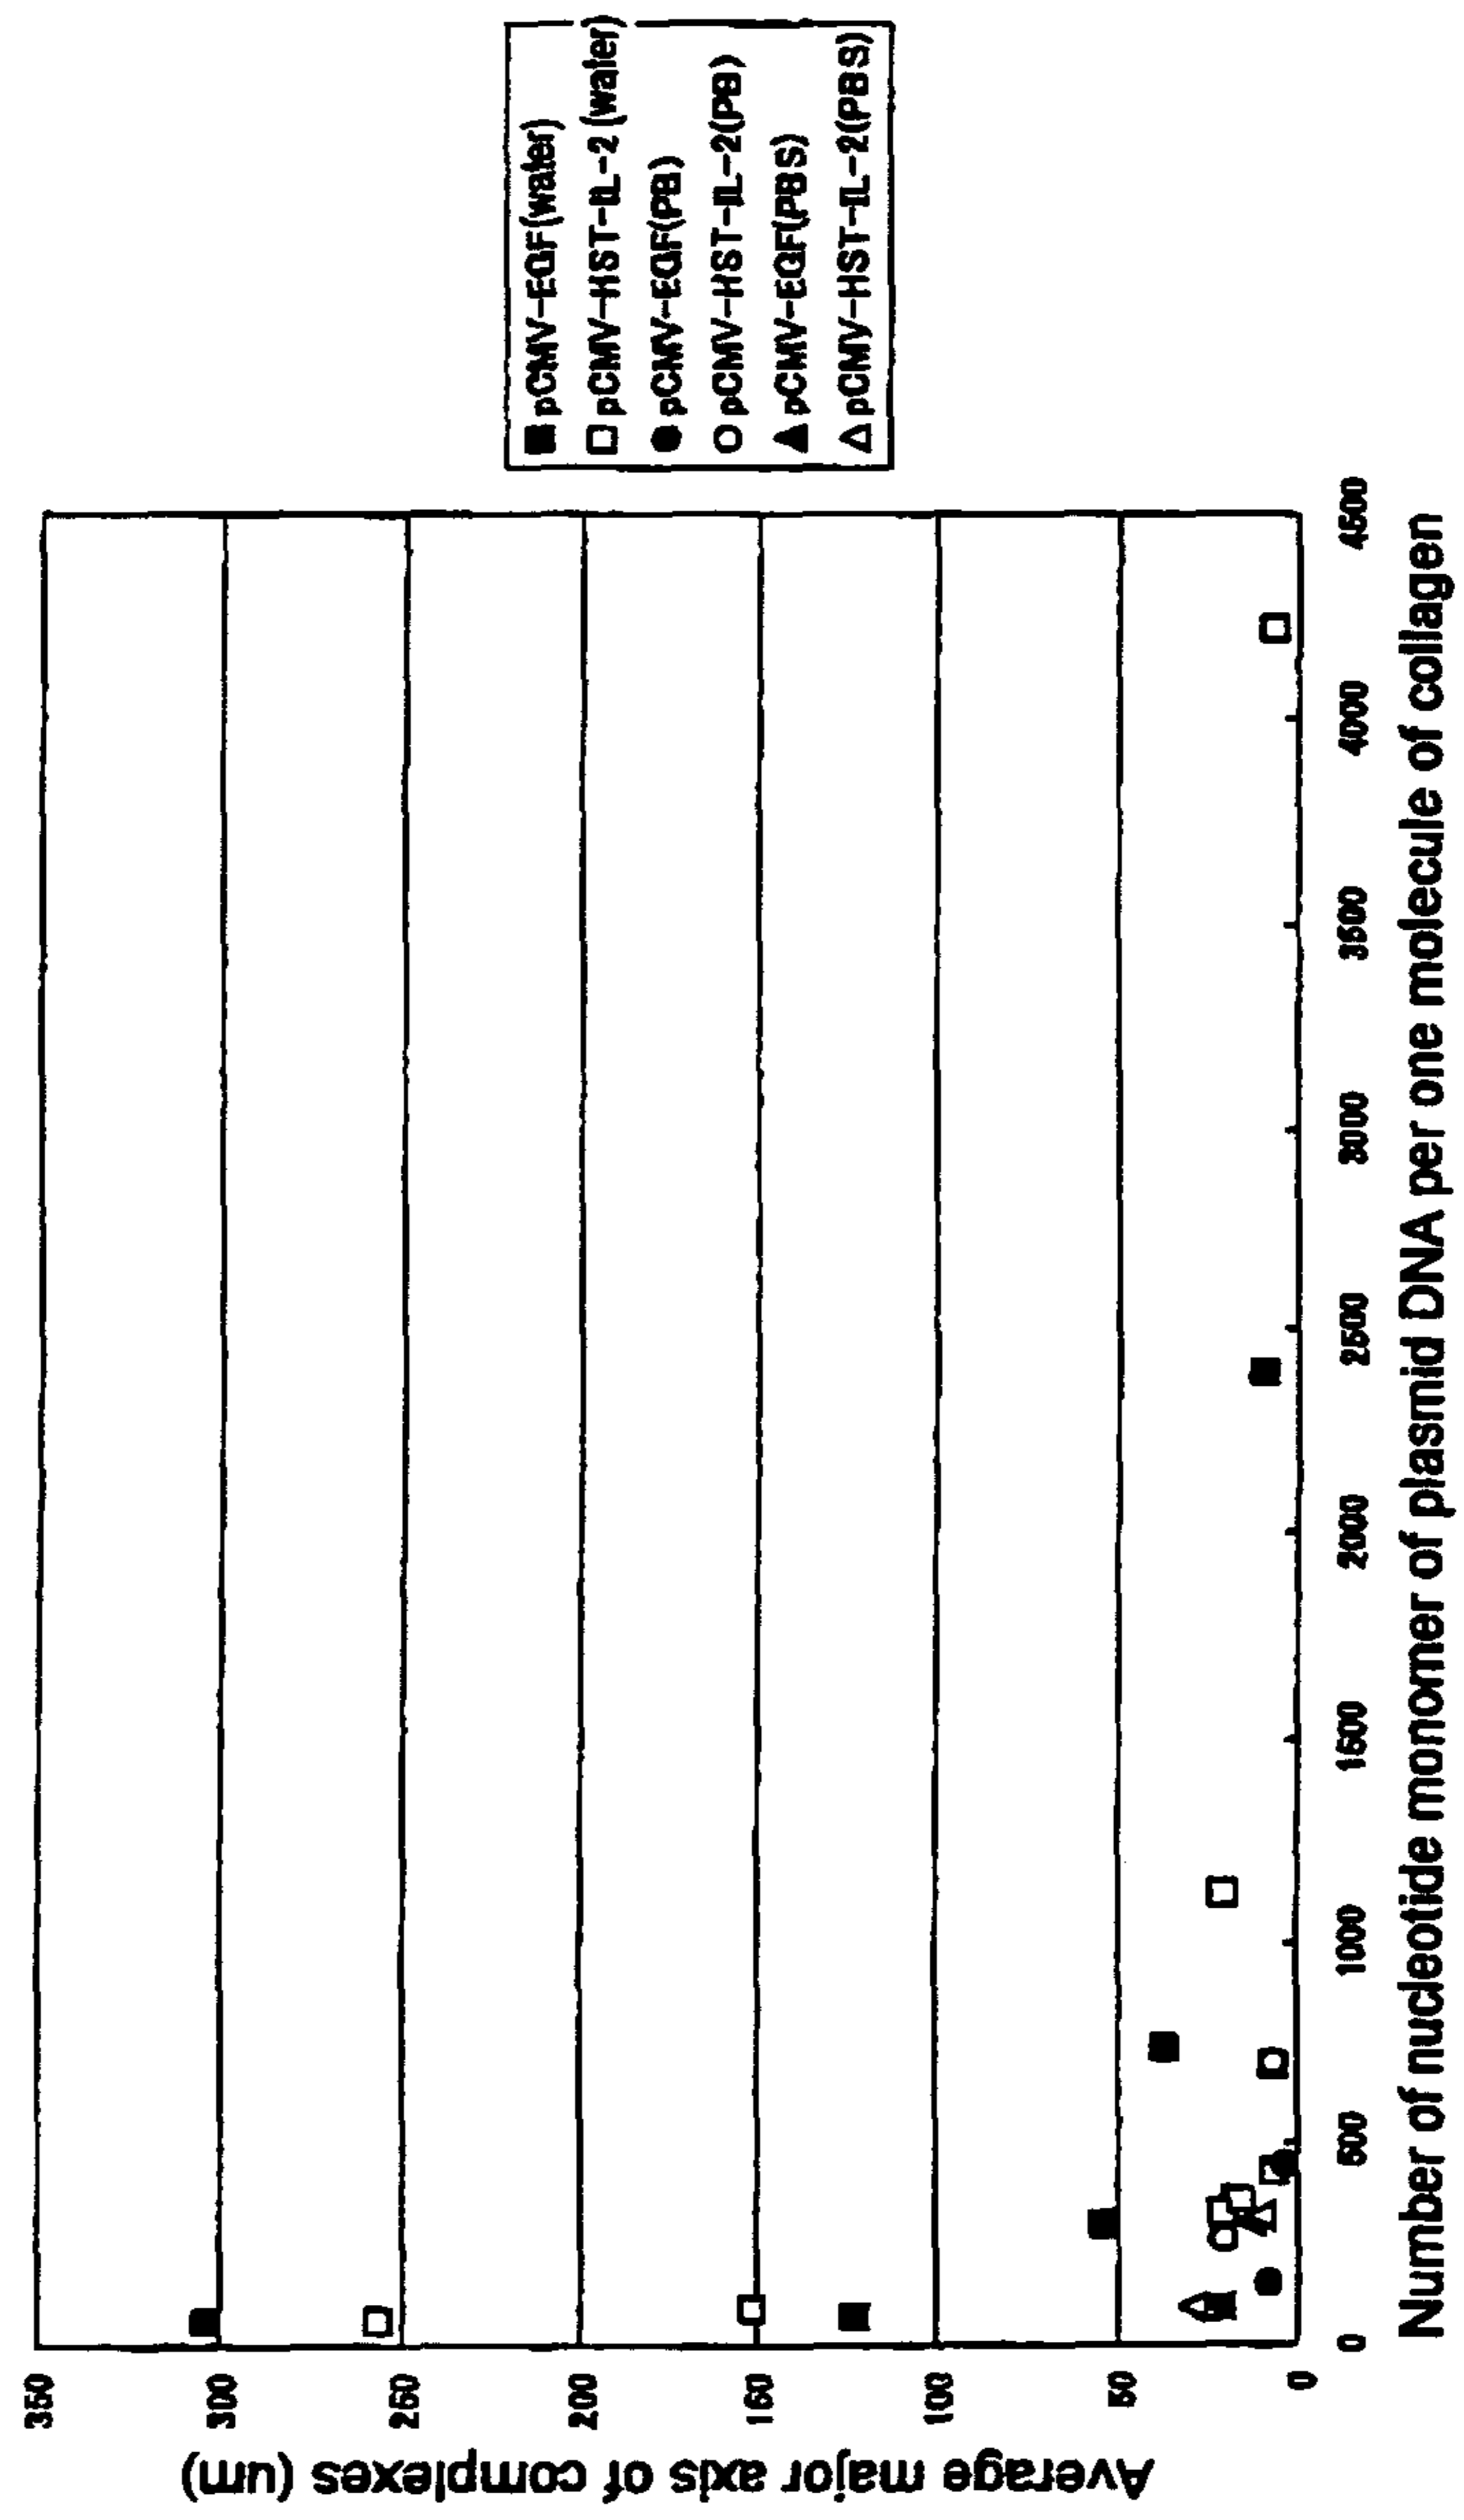 Average major axis of complexes (um)
350
300
250
200
150
100
50
0
0
500
1000
1500
2000
2500
3000
3500
4000
4500
Number of nucleotide monomer of plasmid DNA per one molecule of collagen
pCMV-EGF(water)
pCMV-HST-IL-2(water)
pCMV-EGF(PB)
pCMV-HST-IL-2(PB)
pCMV-EGF(PBS)
pCMV-HST-IL-2(PBS)